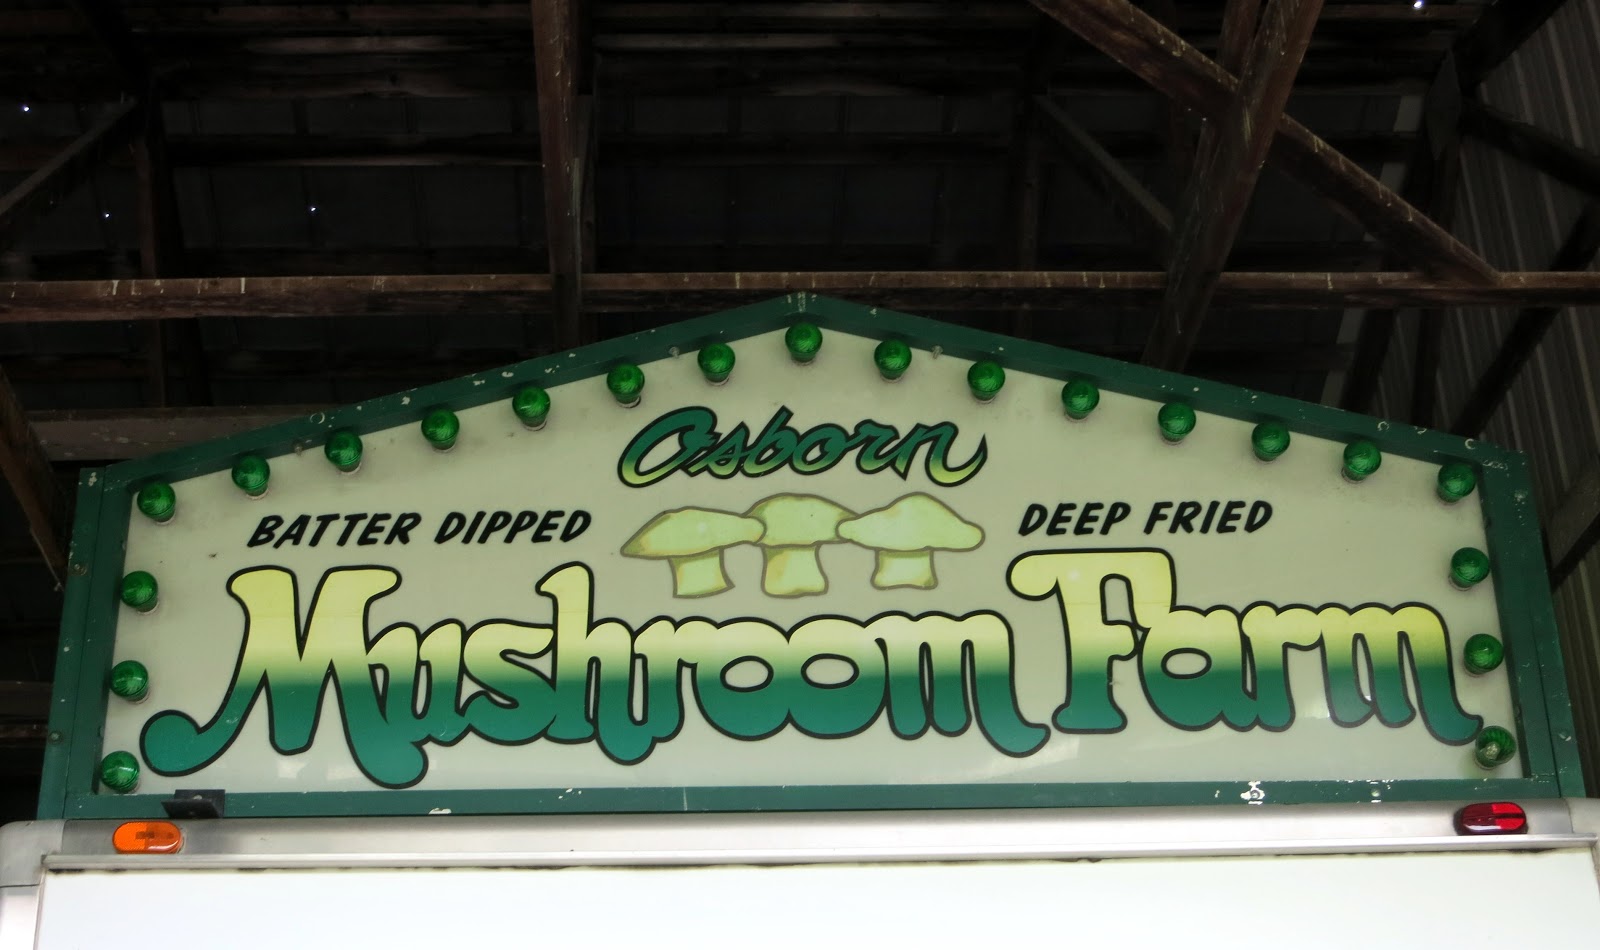 Osborn
BATTER DIPPED DEEP FRIED
Mushroom Farm